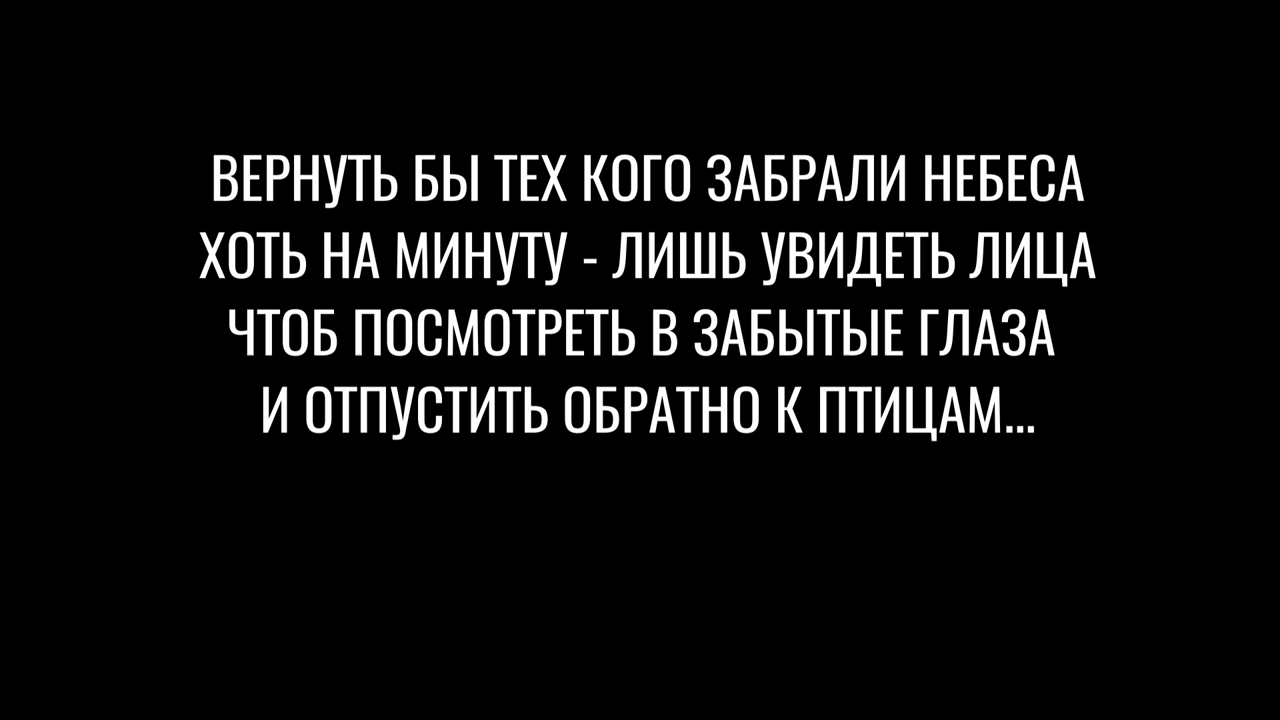 ВЕРНУТЬ БЫ ТЕХ КОГО ЗАБРАЛИ НЕБЕСА
ХОТЬ НА МИНУТУ - ЛИШЬ УВИДЕТЬ ЛИЦА
ЧТОБ ПОСМОТРЕТЬ В ЗАБЫТЫЕ ГЛАЗА
И ОТПУСТИТЬ ОБРАТНО К ПТИЦАМ...